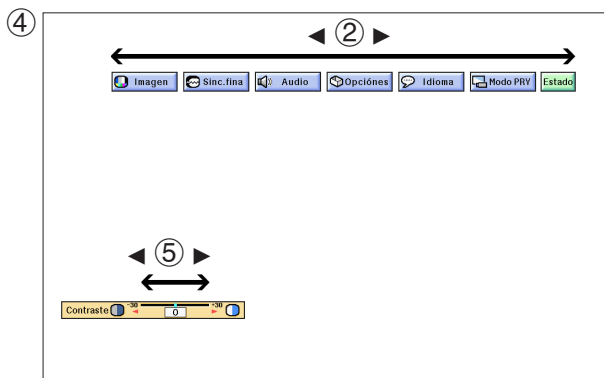 ④
◄ ② ►
Imagen Sinc.fina Audio Opciónes Idioma Modo PRY Estado
◄ ⑤ ►
Contraste -30 0 +30